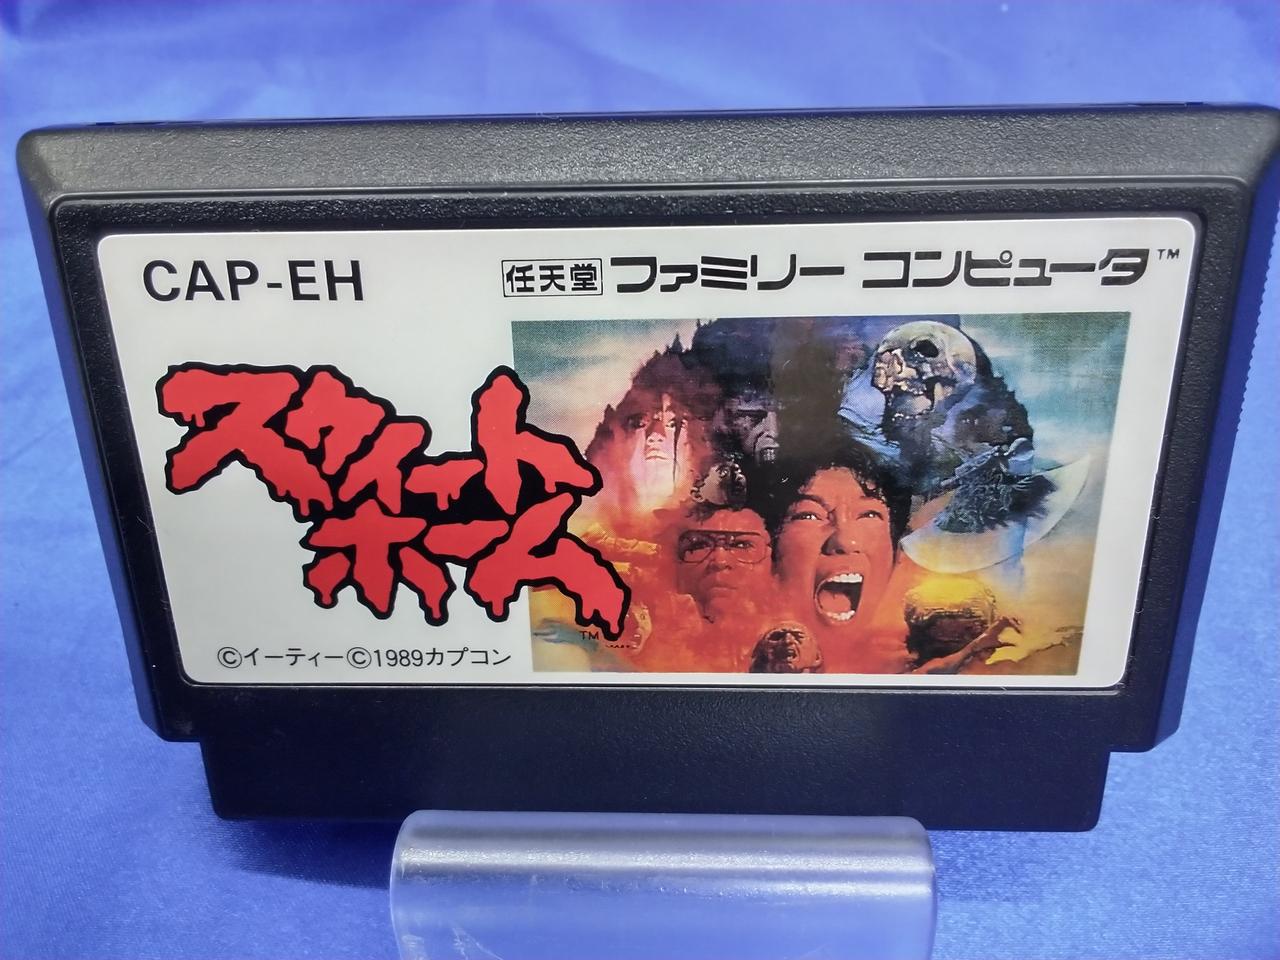 CAP-EH
任天堂 ファミリー コンピュータ™
スウィート
ホーム
TM
©イーティー©1989カプコン